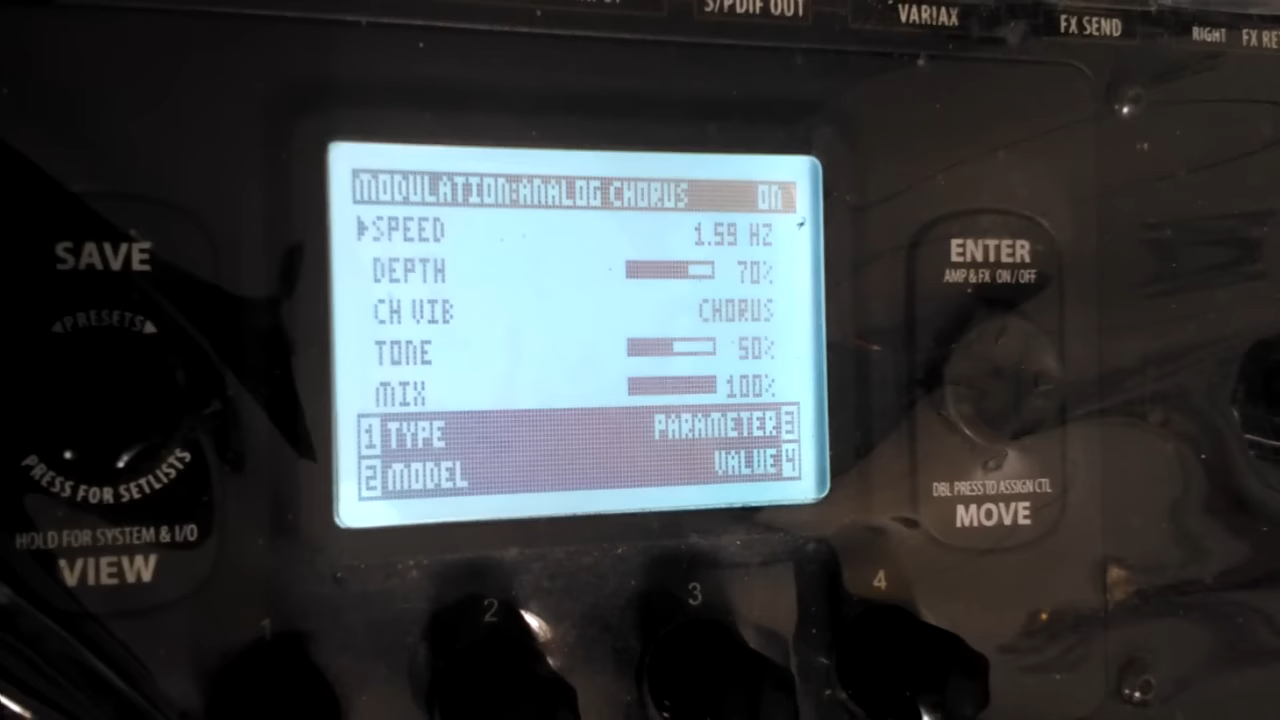 S/PDIF OUT
VARIAX
FX SEND
RIGHT
SAVE
PRESETS
PRESS FOR SETLISTS
HOLD FOR SYSTEM & I/O
VIEW
MODULATION:ANALOG CHORUS ON
SPEED 1.59 HZ
DEPTH 70%
CH VIB CHORUS
TONE 50%
MIX 100%
1 TYPE PARAMETER 3
2 MODEL VALUE 4
ENTER
AMP & FX ON / OFF
DBL PRESS TO ASSIGN CTL
MOVE
1
2
3
4